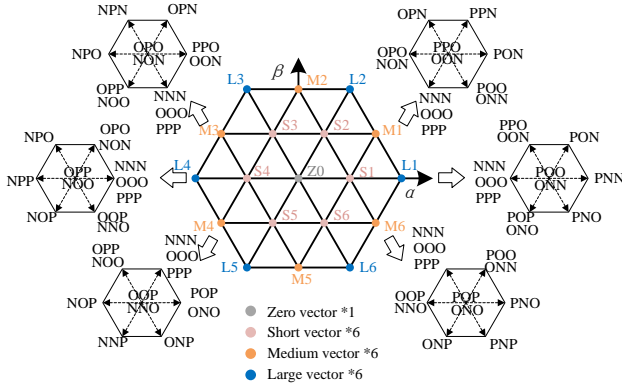 NPN
OPN
NPO
OPO
NON
PPO
OON
OPP
NOO
NNN
OOO
PPP
β
L3
M2
L2
OPN
PPN
OPO
NON
PPO
OON
PON
NNN
OOO
PPP
POO
ONN
M3
S3
S2
M1
NPO
OPO
NON
NPP
OPP
NOO
NNN
OOO
PPP
NOP
OOP
NNO
L4
S4
Z0
S1
L1
α
PPO
OON
PON
NNN
OOO
PPP
POO
ONN
PNN
POP
ONO
PNO
M4
S5
S6
M6
L5
M5
L6
OPP
NOO
NNN
OOO
PPP
NOP
OOP
NNO
POP
ONO
NNP
ONP
NNN
OOO
PPP
POO
ONN
OOP
NNO
POP
ONO
PNO
ONP
PNP
Zero vector *1
Short vector *6
Medium vector *6
Large vector *6